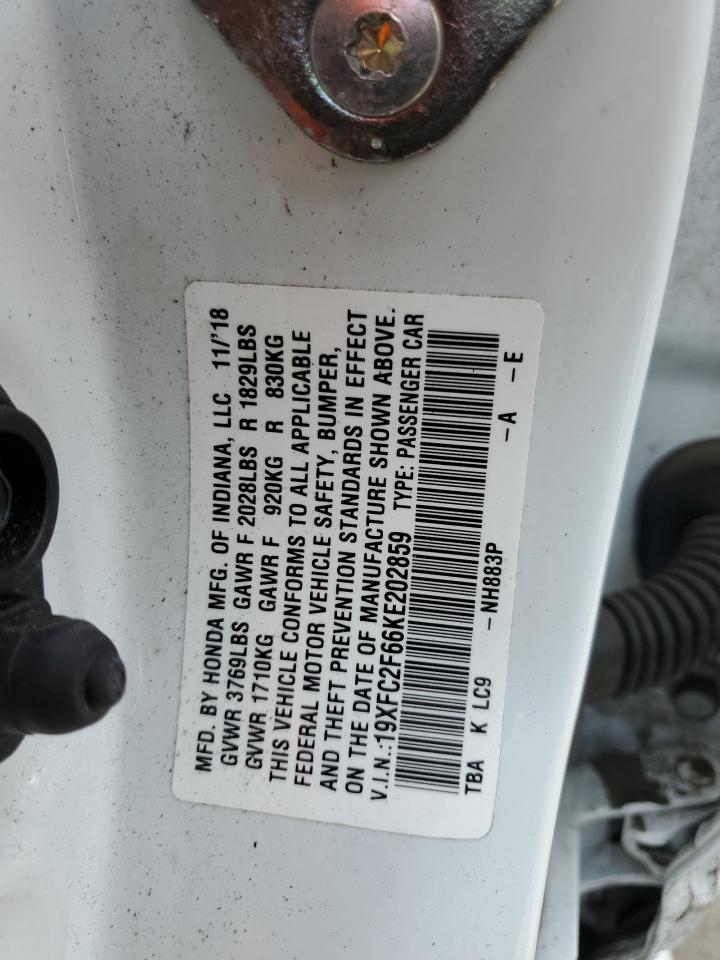 MFD. BY HONDA MFG. OF INDIANA, LLC 11/'18
GVWR 3769LBS GAWR F 2028LBS R 1829LBS
GVWR 1710KG GAWR F 920KG R 830KG
THIS VEHICLE CONFORMS TO ALL APPLICABLE
FEDERAL MOTOR VEHICLE SAFETY, BUMPER,
AND THEFT PREVENTION STANDARDS IN EFFECT
ON THE DATE OF MANUFACTURE SHOWN ABOVE.
V.I.N.:19XFC2F66KE202859 TYPE: PASSENGER CAR
TBA K LC9 -NH883P -A -E